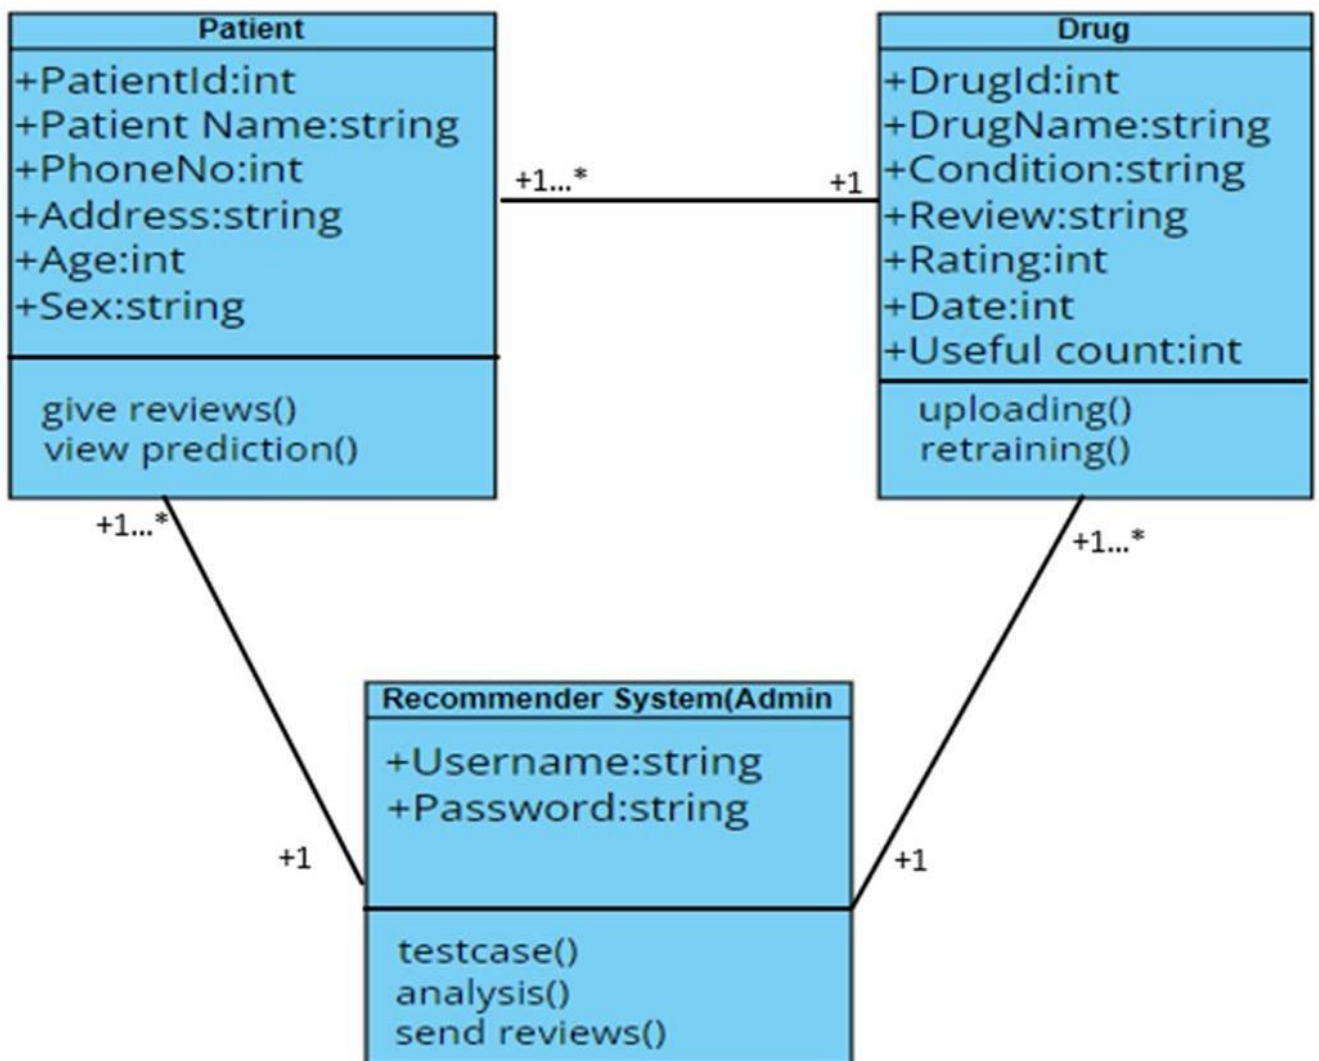 Patient
+PatientId:int
+Patient Name:string
+PhoneNo:int
+Address:string
+Age:int
+Sex:string
give reviews()
view prediction()
+1...*
+1
Drug
+DrugId:int
+DrugName:string
+Condition:string
+Review:string
+Rating:int
+Date:int
+Useful count:int
uploading()
retraining()
+1...*
+1...*
+1
+1
Recommender System(Admin
+Username:string
+Password:string
testcase()
analysis()
send reviews()